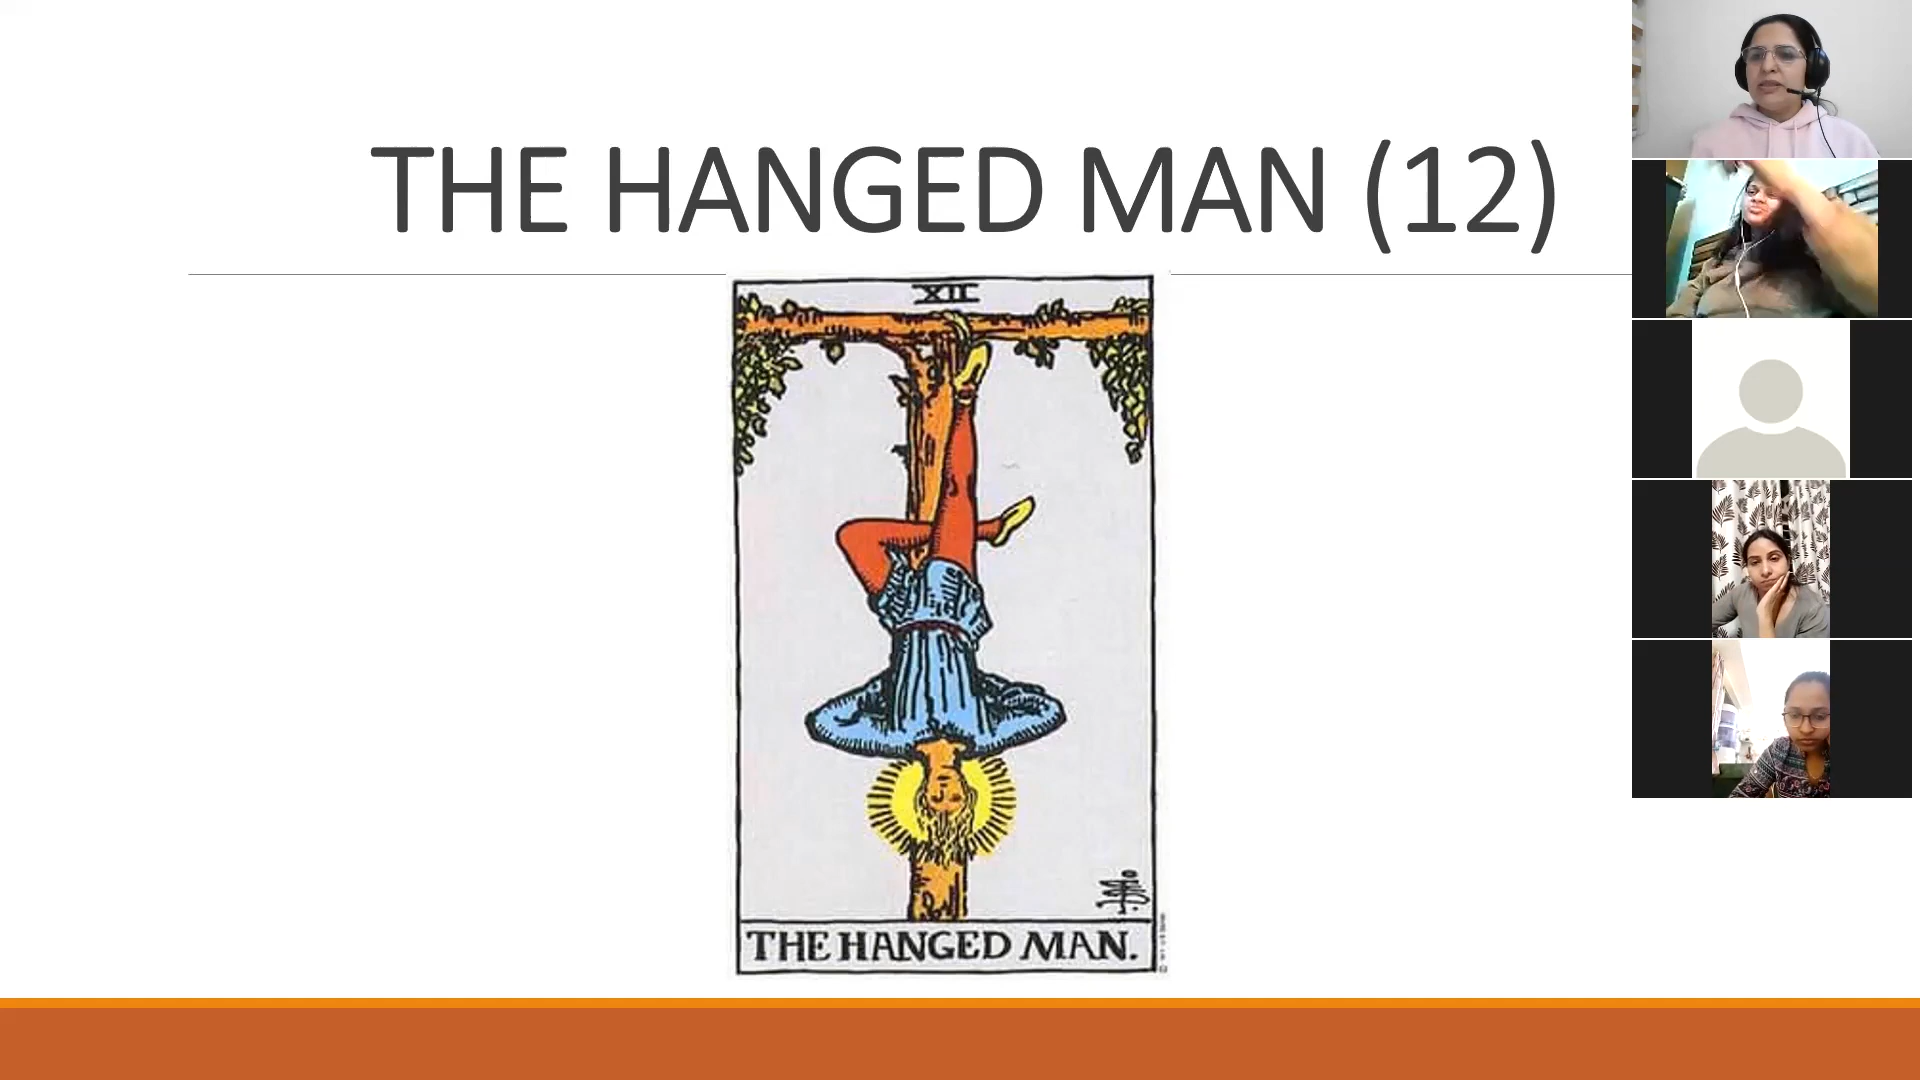 THE HANGED MAN (12)
XII
THE HANGED MAN.